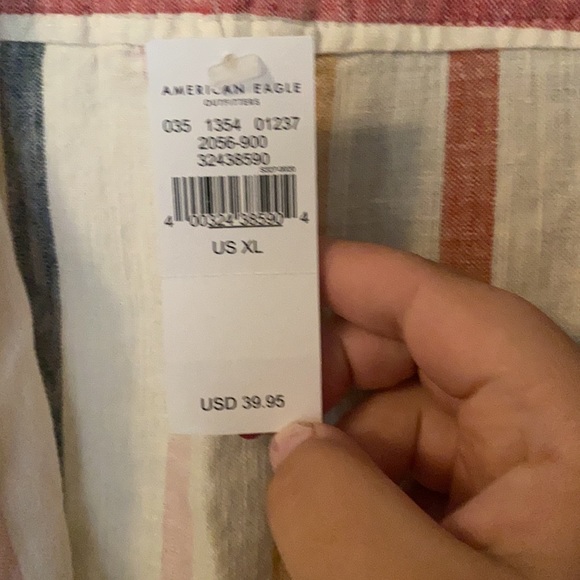 AMERICAN EAGLE
OUTFITTERS
035 1354 01237
2056-900
32438590
4 00324 38590 4
US XL
USD 39.95